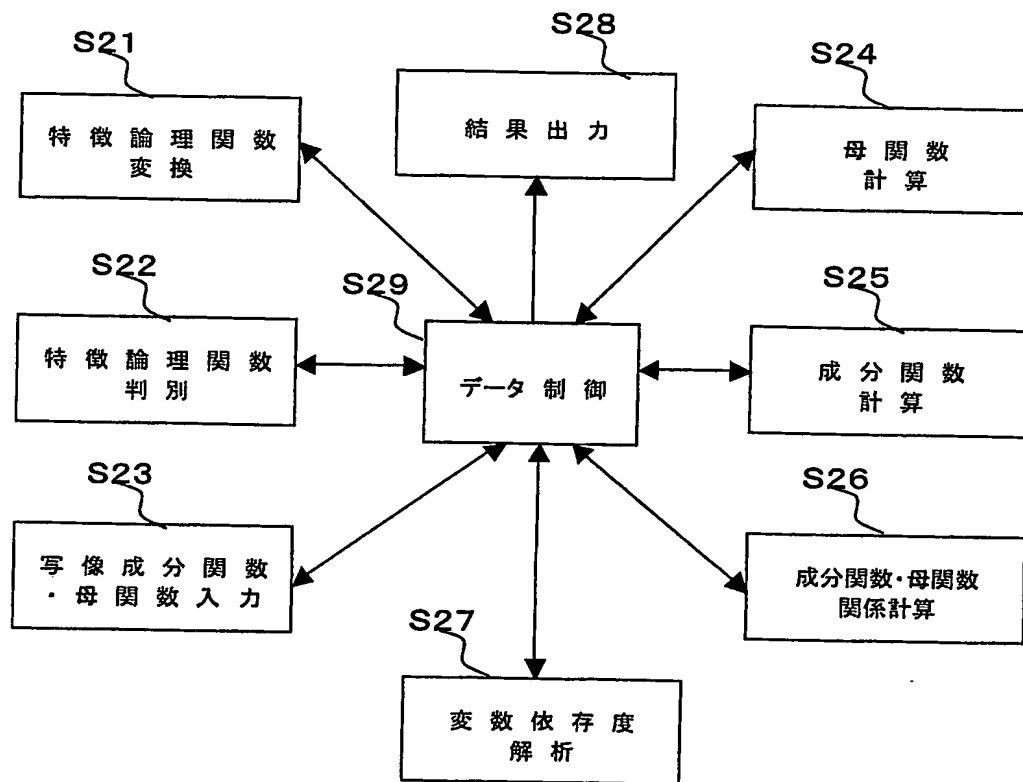 S21
特徴論理関数
変換
S28
結果出力
S24
母関数
計算
S22
特徴論理関数
判別
S29
データ制御
S25
成分関数
計算
S23
写像成分関数
・母関数入力
S27
変数依存度
解析
S26
成分関数・母関数
関係計算